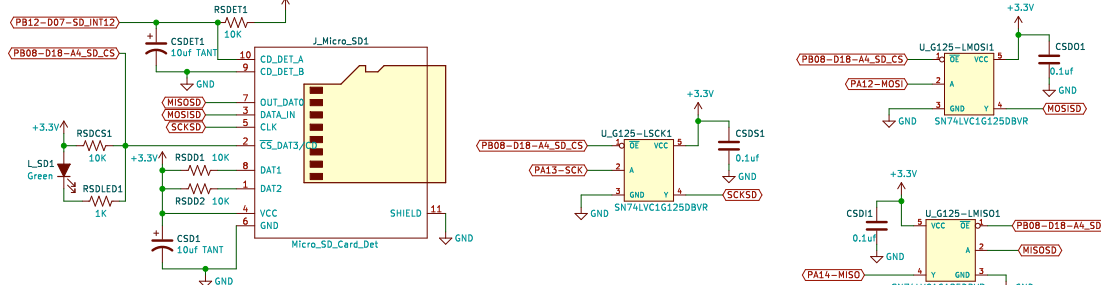 PB12-D07-SD_INT12
RSDET1
10K
CSDET1
10uf TANT
PB08-D18-A4_SD_CS
GND
J_Micro_SD1
10 CD_DET_A
9 CD_DET_B
MISOSD 7 OUT_DAT0
MOSISD 3 DATA_IN
SCKSD 5 CLK
2 CS_DAT3/CD
8 DAT1
1 DAT2
4 VCC
6 GND
SHIELD 11
GND
Micro_SD_Card_Det
+3.3V
RSDCS1
10K
L_SD1
Green
RSDLED1
1K
+3.3V
RSDD1 10K
RSDD2 10K
CSD1
10uf TANT
GND
+3.3V
U_G125-LSCK1
PB08-D18-A4_SD_CS 1 OE VCC 5
PA13-SCK 2 A
3 GND Y 4 SCKSD
GND
SN74LVC1G125DBVR
CSDS1
0.1uf
GND
+3.3V
U_G125-LMOSI1
PB08-D18-A4_SD_CS 1 OE VCC 5
PA12-MOSI 2 A
3 GND Y 4 MOSISD
GND
SN74LVC1G125DBVR
CSDO1
0.1uf
GND
+3.3V
CSDI1
0.1uf
GND
U_G125-LMISO1
5 VCC OE 1 PB08-D18-A4_SD
A 2 MISOSD
PA14-MISO 4 Y GND 3